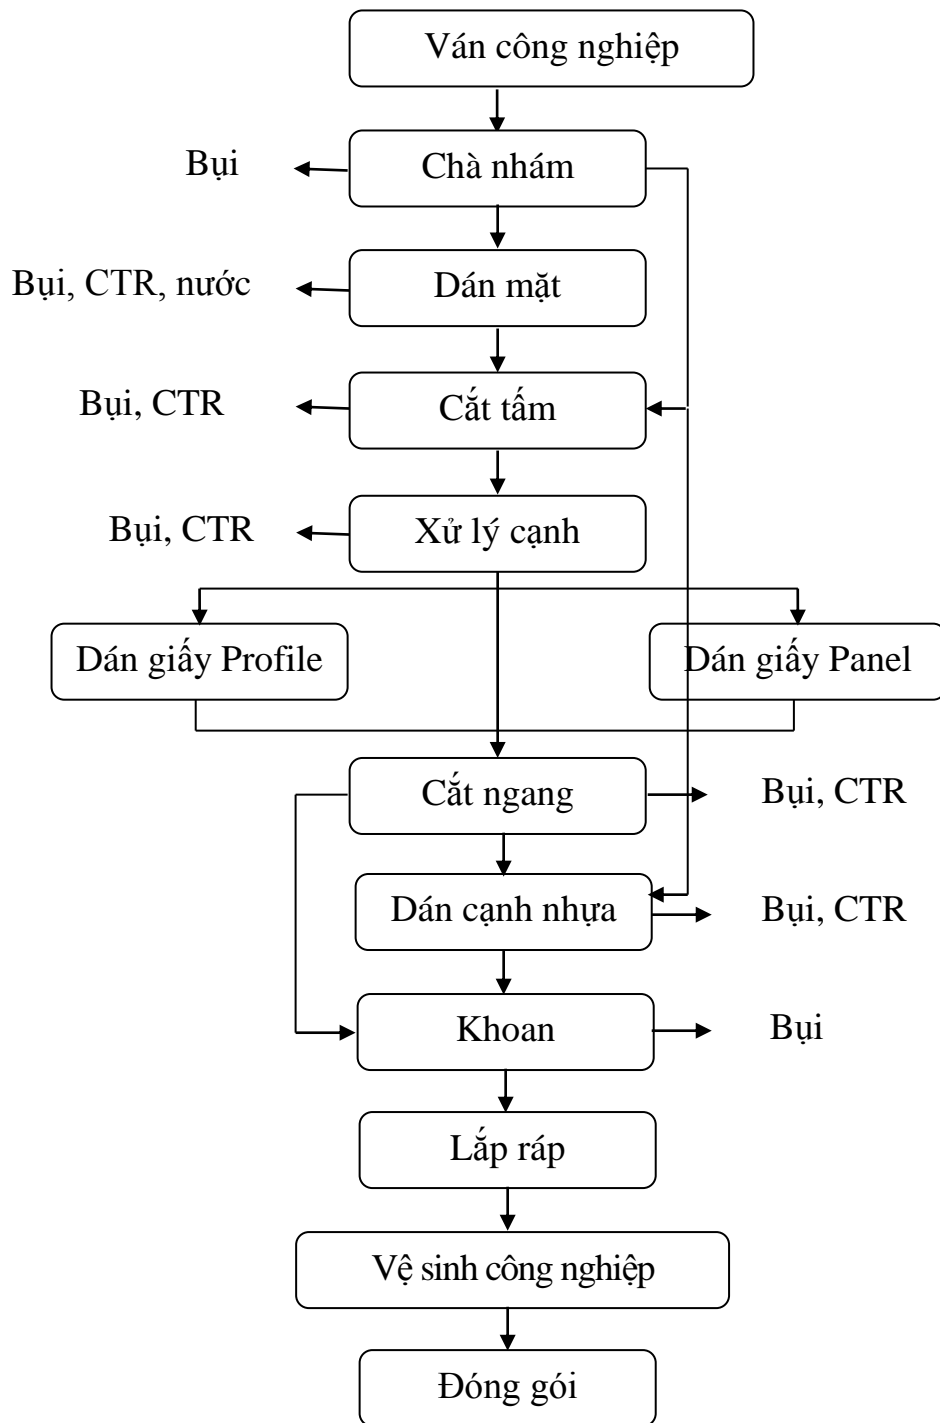 Ván công nghiệp
Bụi
Chà nhám
Bụi, CTR, nước
Dán mặt
Bụi, CTR
Cắt tấm
Bụi, CTR
Xử lý cạnh
Dán giấy Profile
Dán giấy Panel
Cắt ngang
Bụi, CTR
Dán cạnh nhựa
Bụi, CTR
Khoan
Bụi
Lắp ráp
Vệ sinh công nghiệp
Đóng gói